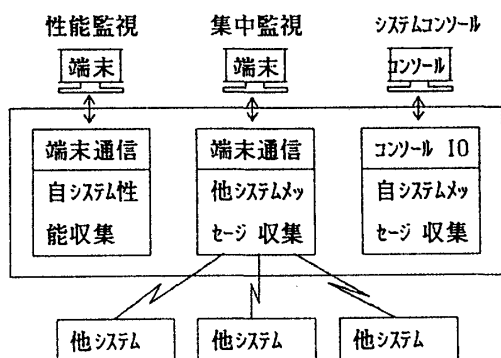 性能監視
集中監視
システムコンソール
端末
端末
コンソール
端末通信
自システム性
能収集
端末通信
他システムメッ
セージ 収集
コンソール IO
自システムメッ
セージ 収集
他システム
他システム
他システム